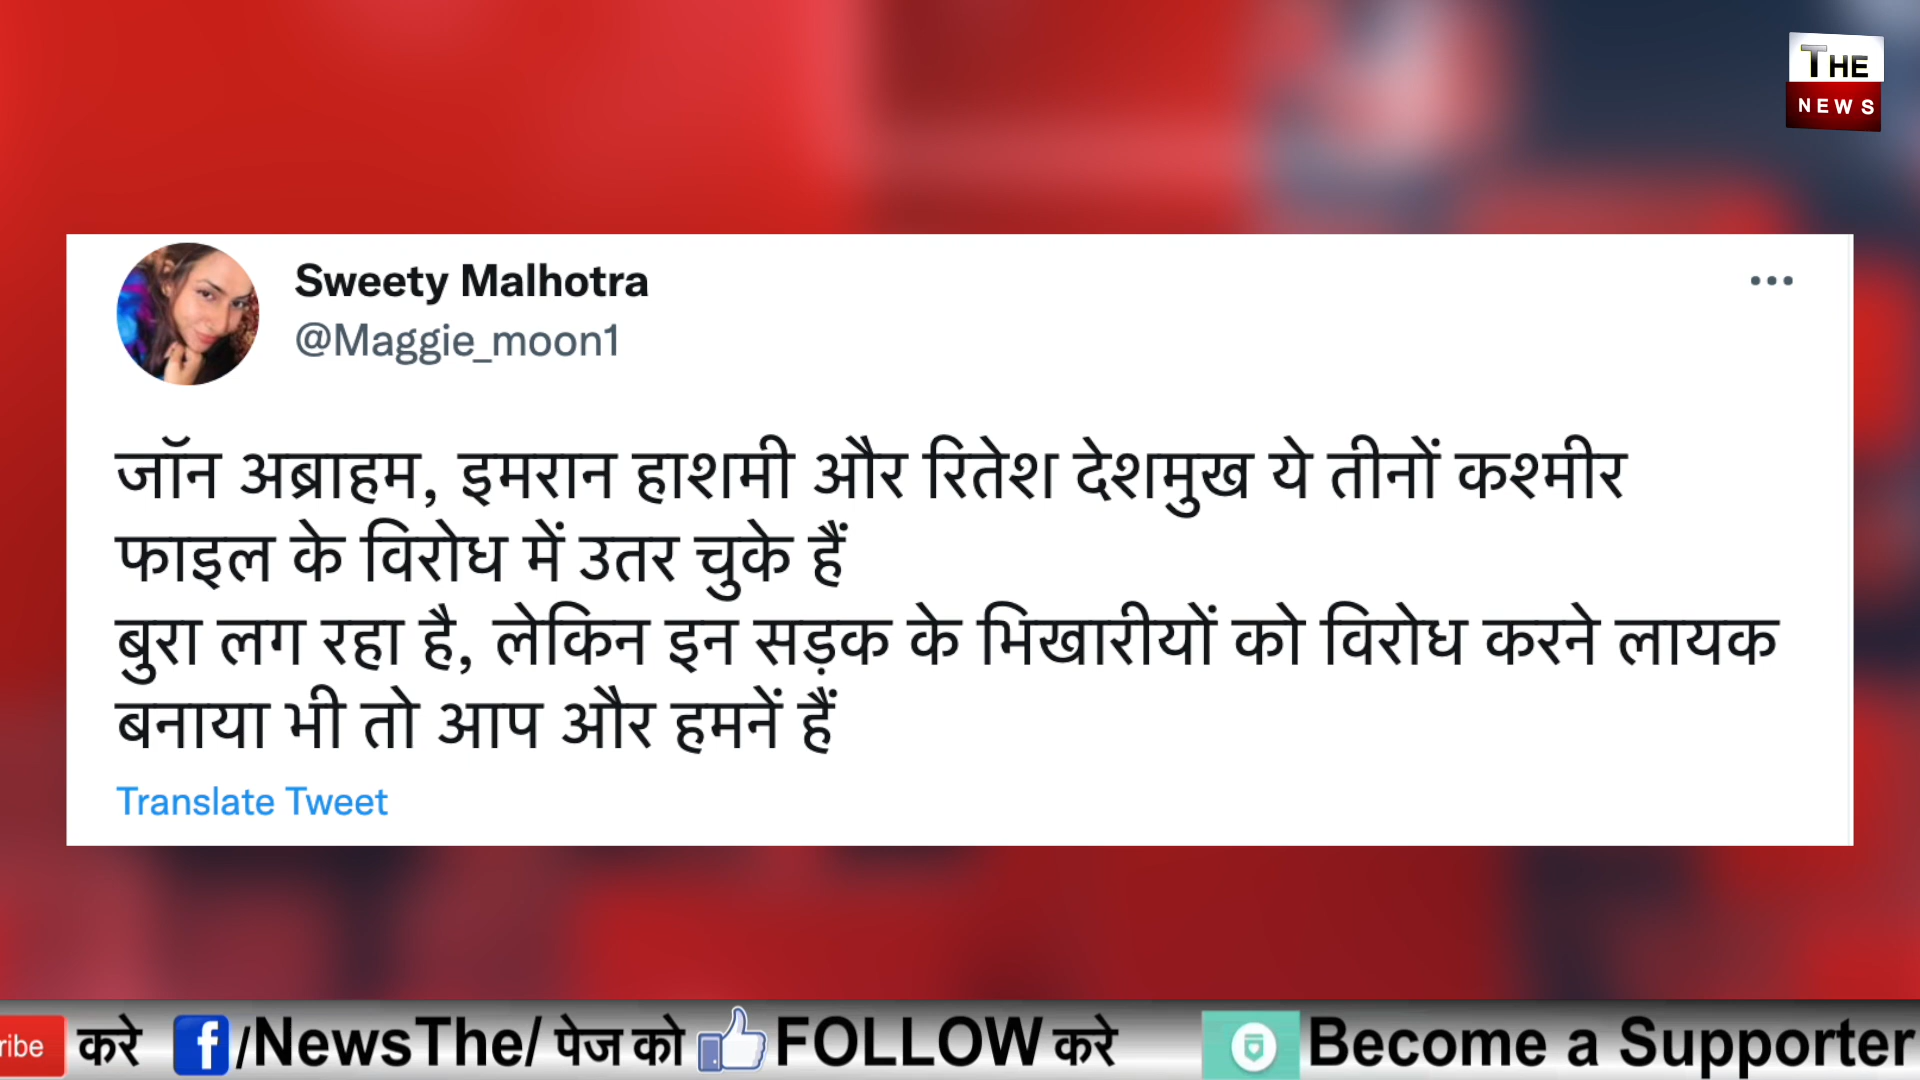 THE
NEWS
Sweety Malhotra
@Maggie_moon1
जॉन अब्राहम, इमरान हाशमी और रितेश देशमुख ये तीनों कश्मीर
फाइल के विरोध में उतर चुके हैं
बुरा लग रहा है, लेकिन इन सड़क के भिखारीयों को विरोध करने लायक
बनाया भी तो आप और हमनें हैं
Translate Tweet
ribe करे f/NewsThe/ पेज को FOLLOW करे Become a Supporter